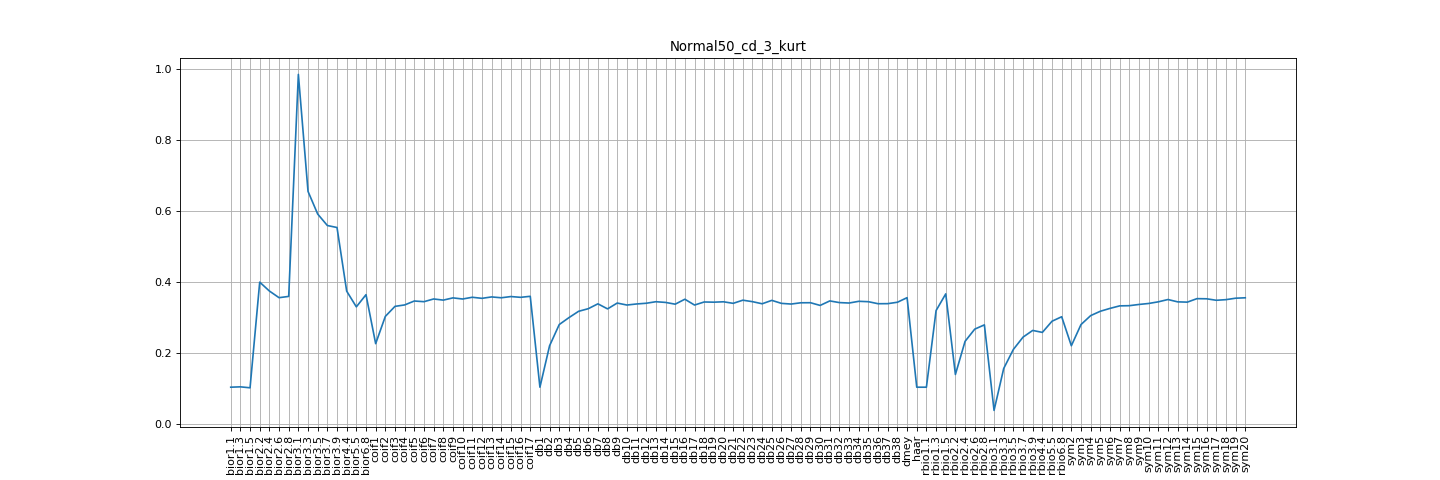 Normal50_cd_3_kurt
1.0
0.8
0.6
0.4
0.2
0.0
bior1.1
bior1.3
bior1.5
bior2.2
bior2.4
bior2.6
bior2.8
bior3.1
bior3.3
bior3.5
bior3.7
bior3.9
bior4.4
bior5.5
bior6.8
coif1
coif2
coif3
coif4
coif5
coif6
coif7
coif8
coif9
coif10
coif11
coif12
coif13
coif14
coif15
coif16
coif17
db1
db2
db3
db4
db5
db6
db7
db8
db9
db10
db11
db12
db13
db14
db15
db16
db17
db18
db19
db20
db21
db22
db23
db24
db25
db26
db27
db28
db29
db30
db31
db32
db33
db34
db35
db36
db37
db38
dmey
haar
rbio1.1
rbio1.3
rbio1.5
rbio2.2
rbio2.4
rbio2.6
rbio2.8
rbio3.1
rbio3.3
rbio3.5
rbio3.7
rbio3.9
rbio4.4
rbio5.5
rbio6.8
sym2
sym3
sym4
sym5
sym6
sym7
sym8
sym9
sym10
sym11
sym12
sym13
sym14
sym15
sym16
sym17
sym18
sym19
sym20